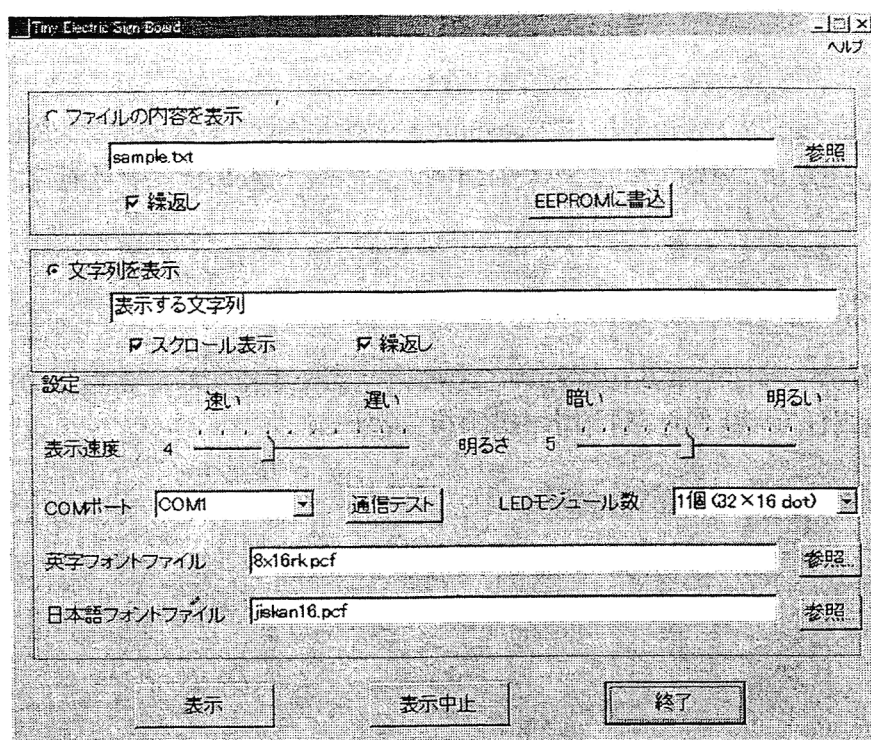 Tiny Electric Sign Board
ヘルプ
ファイルの内容を表示
sample.txt 参照
繰返し EEPROMに書込
文字列を表示
表示する文字列
スクロール表示 繰返し
設定
速い 遅い 暗い 明るい
表示速度 4 明るさ 5
COMポート COM1 通信テスト LEDモジュール数 1個(32×16 dot)
英字フォントファイル 8x16rk.pcf 参照..
日本語フォントファイル jiskan16.pcf 参照
表示 表示中止 終了